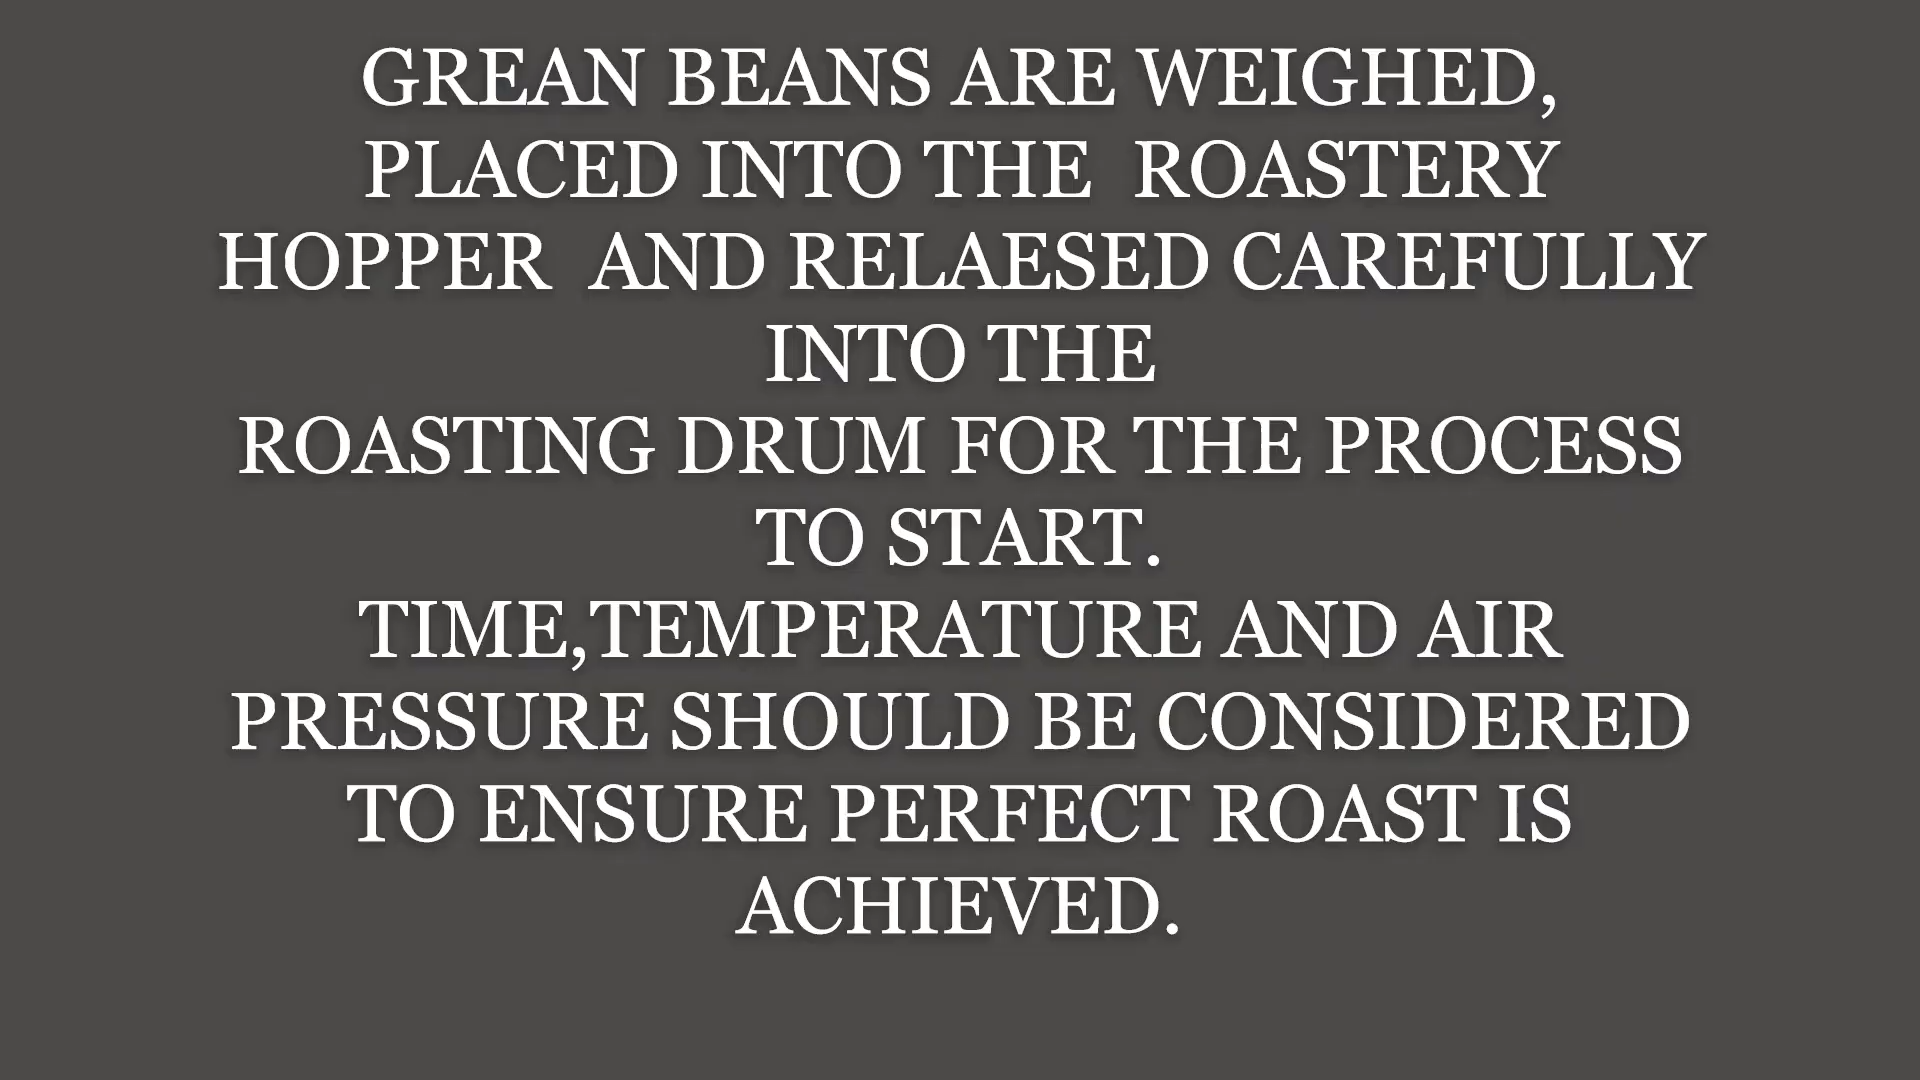 GREAN BEANS ARE WEIGHED,
PLACED INTO THE  ROASTERY
HOPPER  AND RELAESED CAREFULLY
INTO THE
ROASTING DRUM FOR THE PROCESS
TO START.
TIME,TEMPERATURE AND AIR
PRESSURE SHOULD BE CONSIDERED
TO ENSURE PERFECT ROAST IS
ACHIEVED.